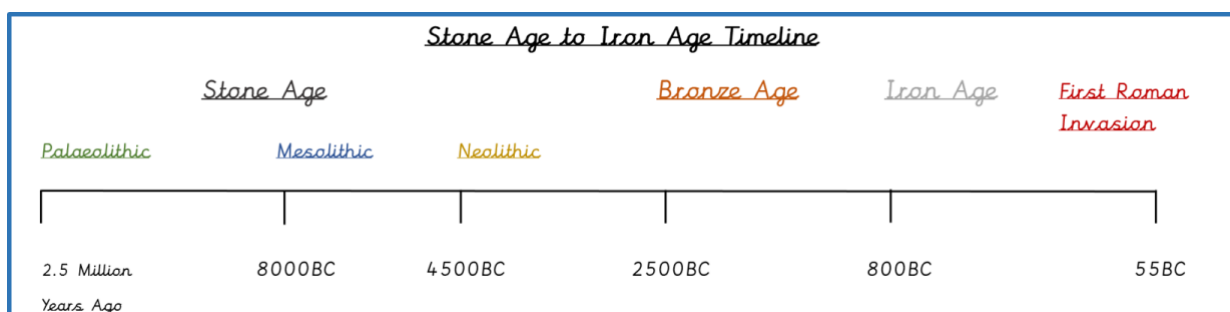 Stone Age to Iron Age Timeline
Stone Age Bronze Age Iron Age First Roman
Invasion
Palaeolithic Mesolithic Neolithic
2.5 Million 8000BC 4500BC 2500BC 800BC 55BC
Years Ago